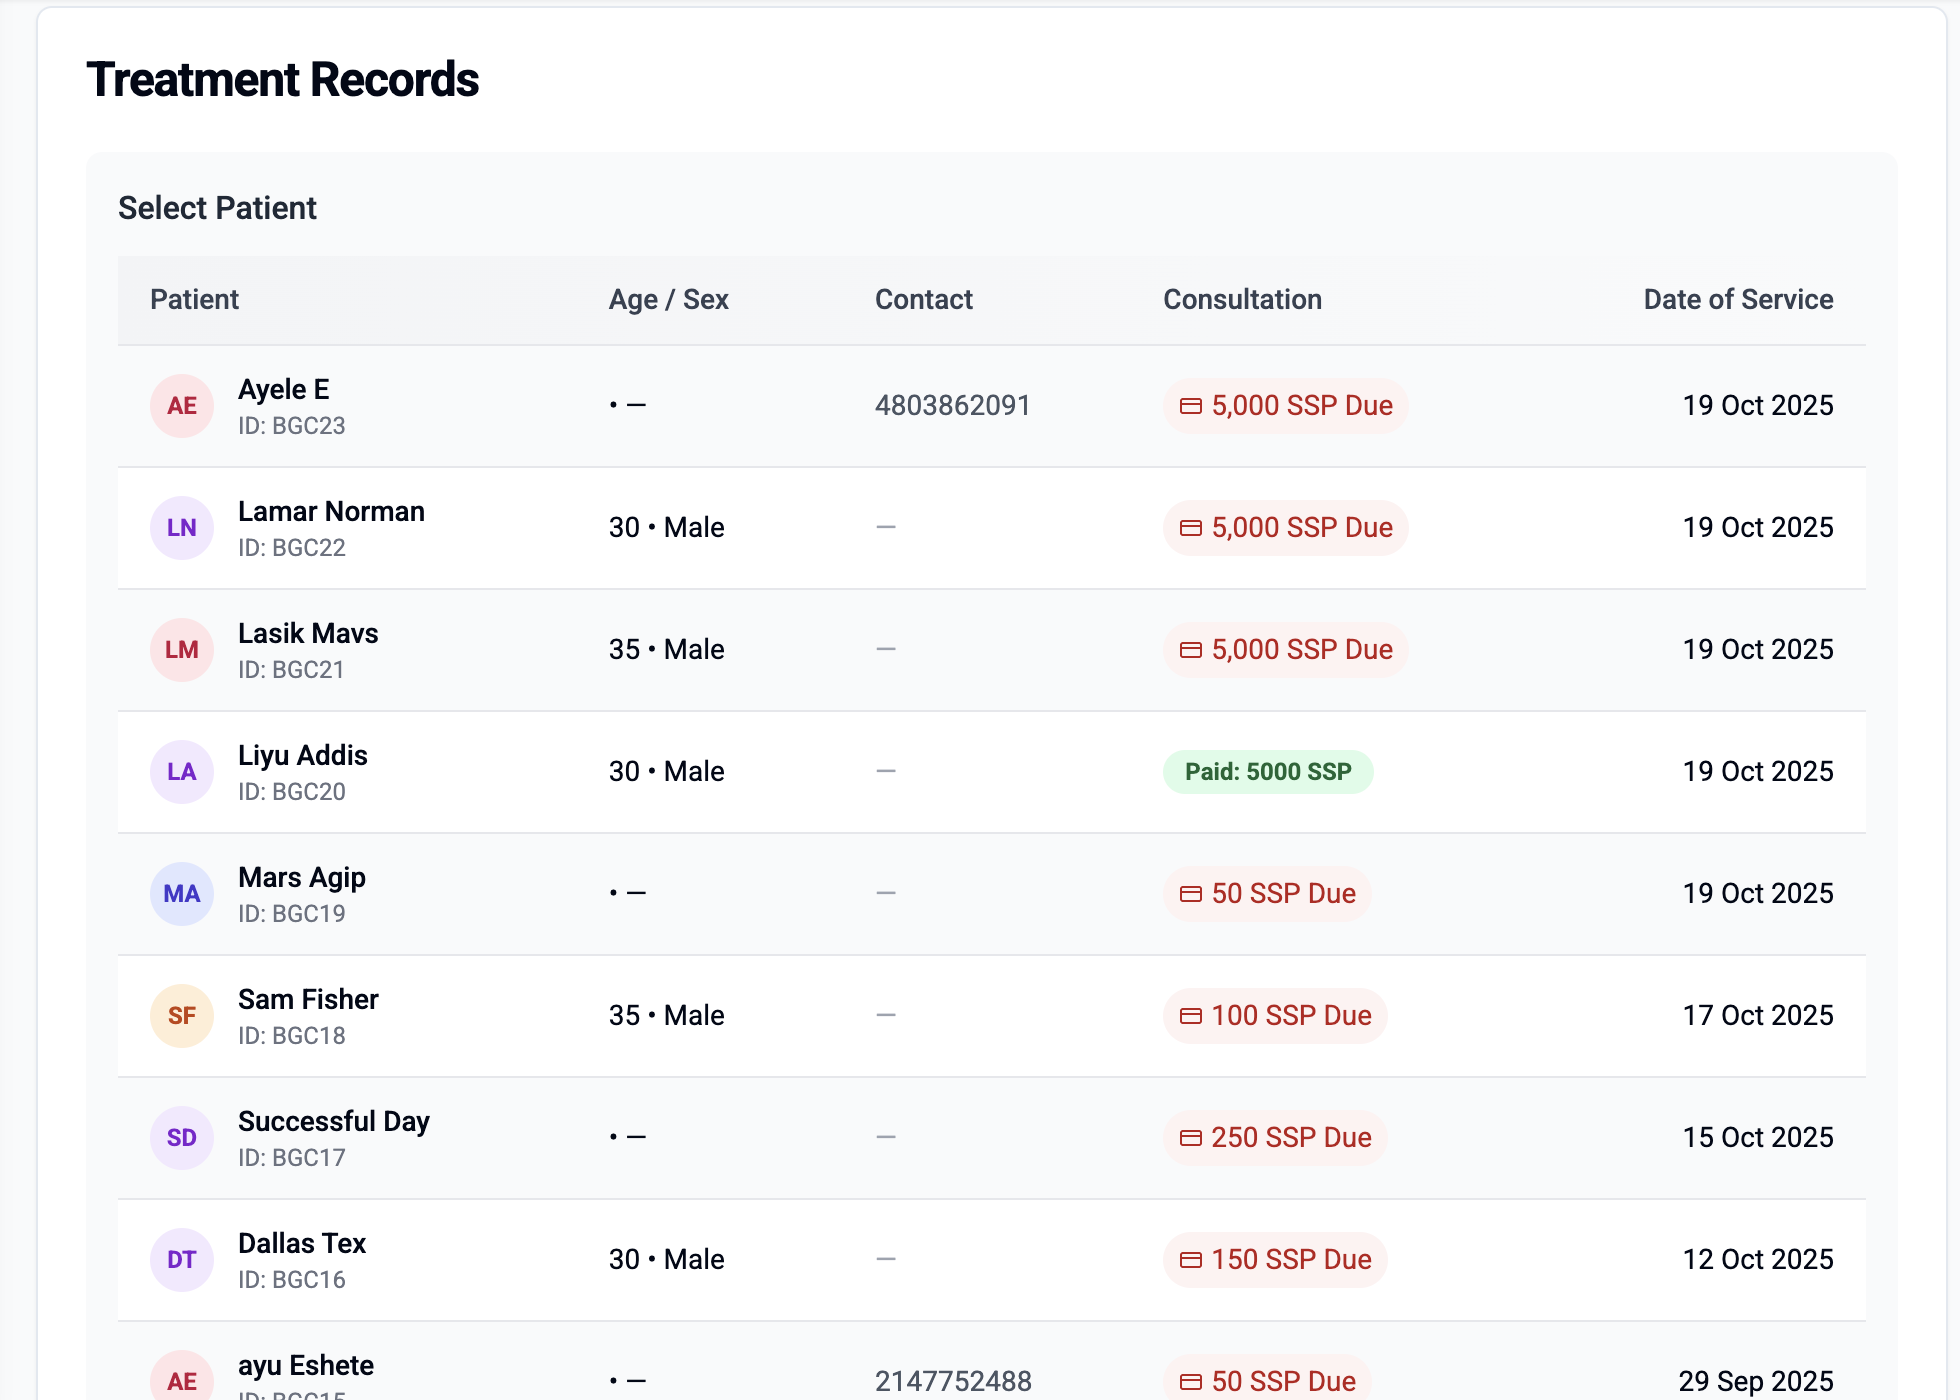 Treatment Records
Select Patient
Patient Age / Sex Contact Consultation Date of Service
AE Ayele E • — 4803862091 5,000 SSP Due 19 Oct 2025
ID: BGC23
LN Lamar Norman 30 • Male — 5,000 SSP Due 19 Oct 2025
ID: BGC22
LM Lasik Mavs 35 • Male — 5,000 SSP Due 19 Oct 2025
ID: BGC21
LA Liyu Addis 30 • Male — Paid: 5000 SSP 19 Oct 2025
ID: BGC20
MA Mars Agip • — — 50 SSP Due 19 Oct 2025
ID: BGC19
SF Sam Fisher 35 • Male — 100 SSP Due 17 Oct 2025
ID: BGC18
SD Successful Day • — — 250 SSP Due 15 Oct 2025
ID: BGC17
DT Dallas Tex 30 • Male — 150 SSP Due 12 Oct 2025
ID: BGC16
AE ayu Eshete • — 2147752488 50 SSP Due 29 Sep 2025
ID: BGC15